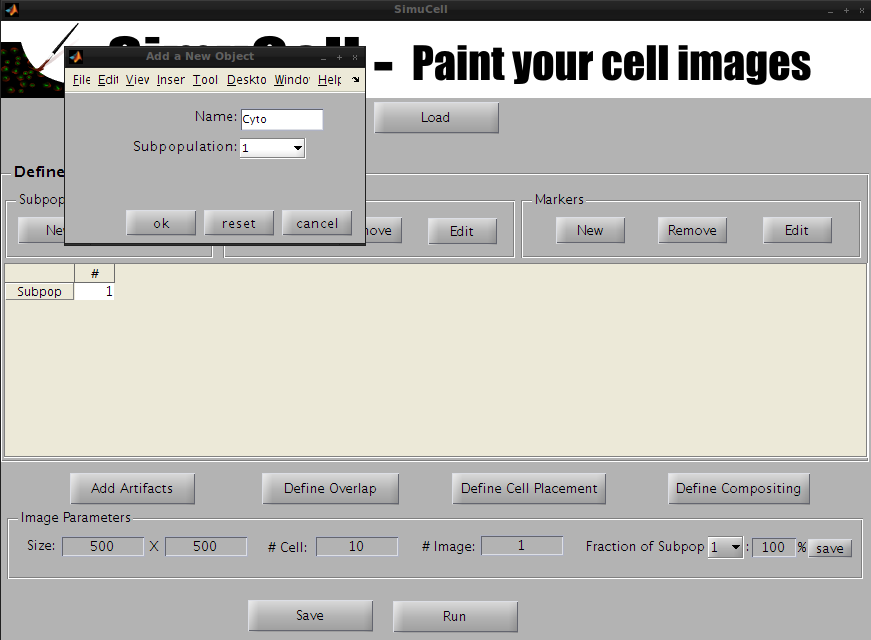 SimuCell
- Paint your cell images
Add a New Object
File Edit View Inser Tool Deskto Windo Help
Name: Cyto
Subpopulation: 1
ok reset cancel
Load
Define
Subpop
Markers
Edit
New Remove Edit
#
Subpop 1
Add Artifacts Define Overlap Define Cell Placement Define Compositing
Image Parameters
Size: 500 X 500 # Cell: 10 # Image: 1 Fraction of Subpop 1 : 100 % save
Save Run